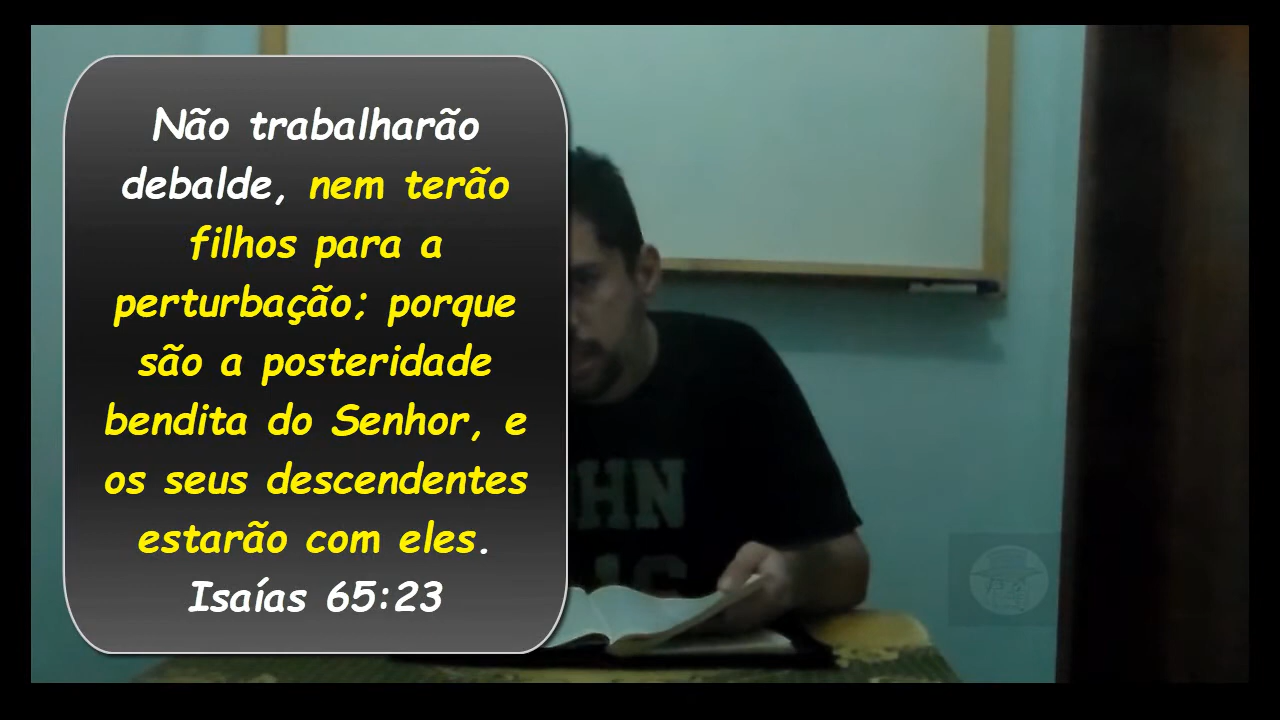 Não trabalharão
debalde, nem terão
filhos para a
perturbação; porque
são a posteridade
bendita do Senhor, e
os seus descendentes
estarão com eles.
Isaías 65:23
HN